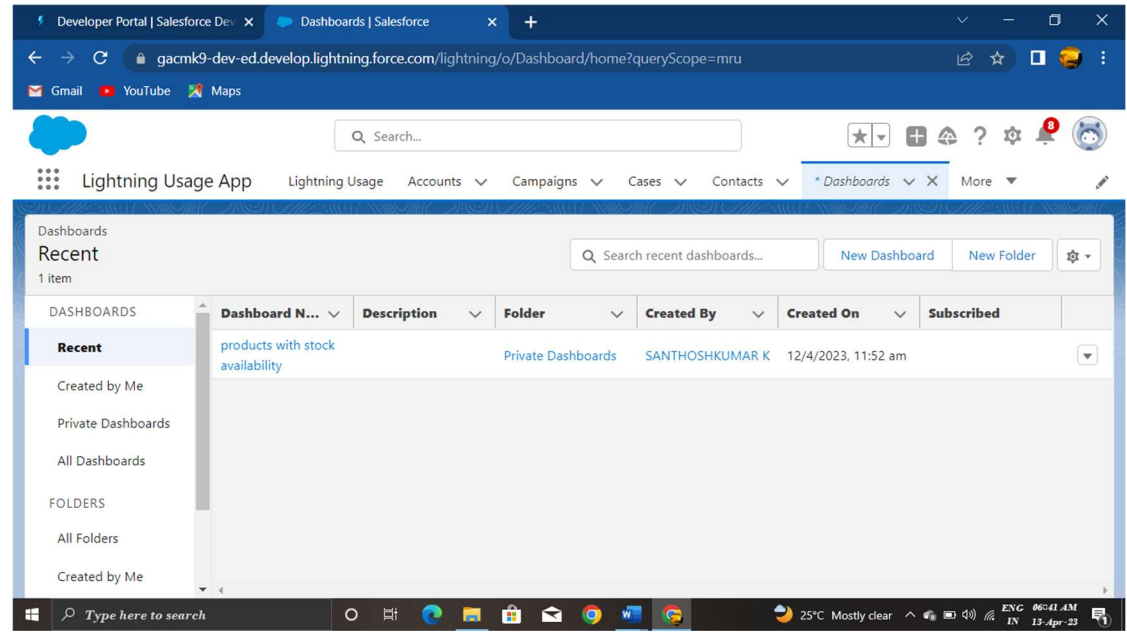 Developer Portal | Salesforce Dev
Dashboards | Salesforce
gacmk9-dev-ed.develop.lightning.force.com/lightning/o/Dashboard/home?queryScope=mru
Gmail YouTube Maps
Search...
8
Lightning Usage App Lightning Usage Accounts Campaigns Cases Contacts * Dashboards More
Dashboards
Recent
1 item
Search recent dashboards...
New Dashboard
New Folder
DASHBOARDS
Recent
Created by Me
Private Dashboards
All Dashboards
FOLDERS
All Folders
Created by Me
Dashboard N... Description Folder Created By Created On Subscribed
products with stock
availability
Private Dashboards SANTHOSHKUMAR K 12/4/2023, 11:52 am
Type here to search
25°C Mostly clear
ENG
IN
06:41 AM
13-Apr-23
1